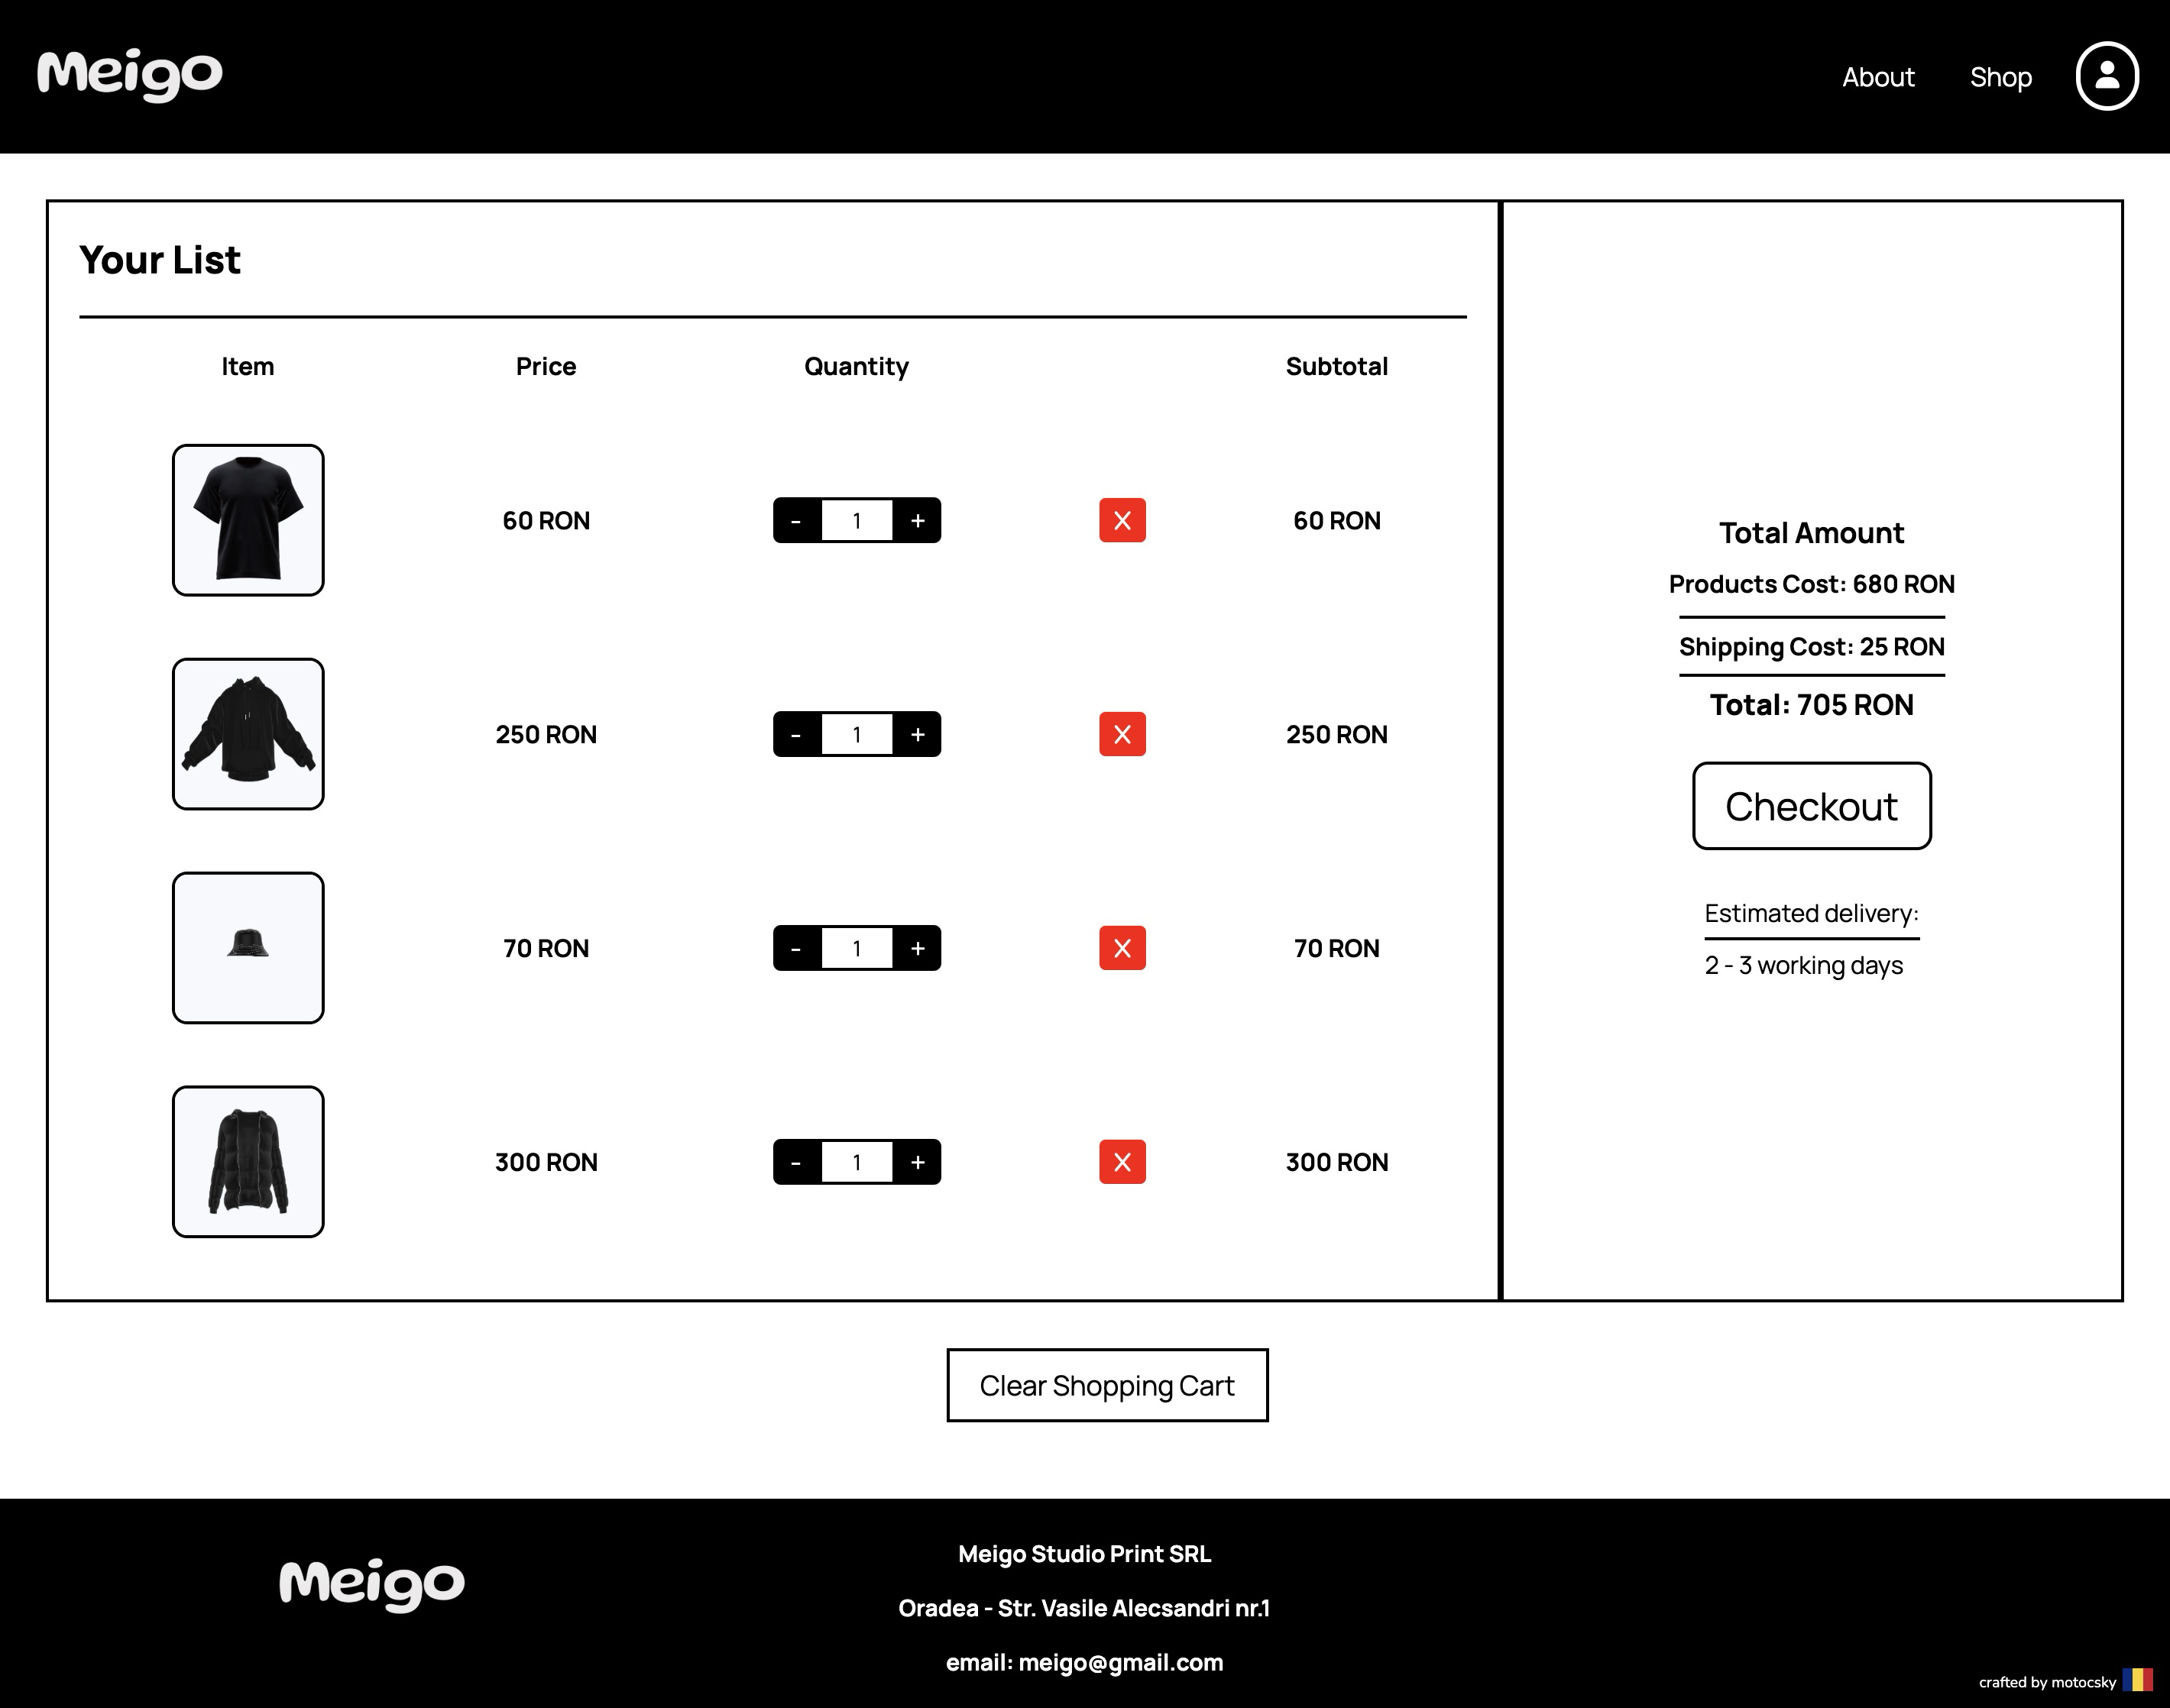 Meigo
About Shop
Your List
Item Price Quantity Subtotal
60 RON - 1 + X 60 RON
250 RON - 1 + X 250 RON
70 RON - 1 + X 70 RON
300 RON - 1 + X 300 RON
Total Amount
Products Cost: 680 RON
Shipping Cost: 25 RON
Total: 705 RON
Checkout
Estimated delivery:
2 - 3 working days
Clear Shopping Cart
Meigo
Meigo Studio Print SRL
Oradea - Str. Vasile Alecsandri nr.1
email: meigo@gmail.com
crafted by motocsky